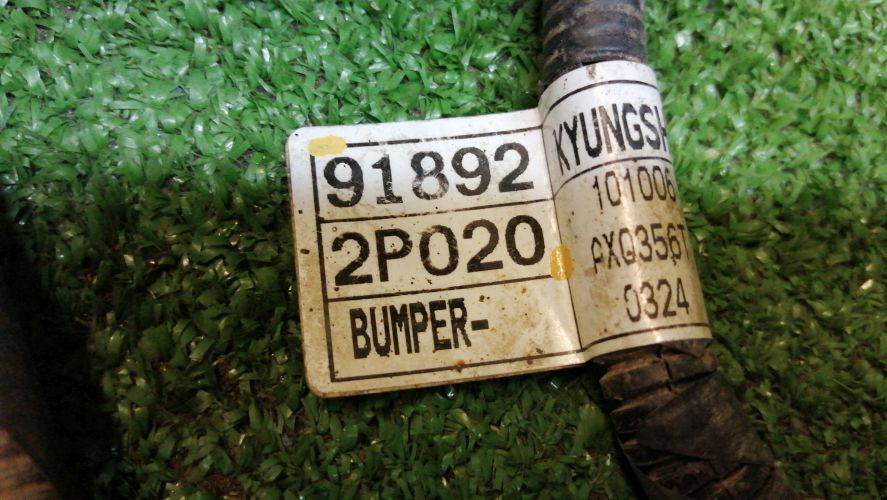 91892
2P020
BUMPER-
KYUNGSH
101006
0324